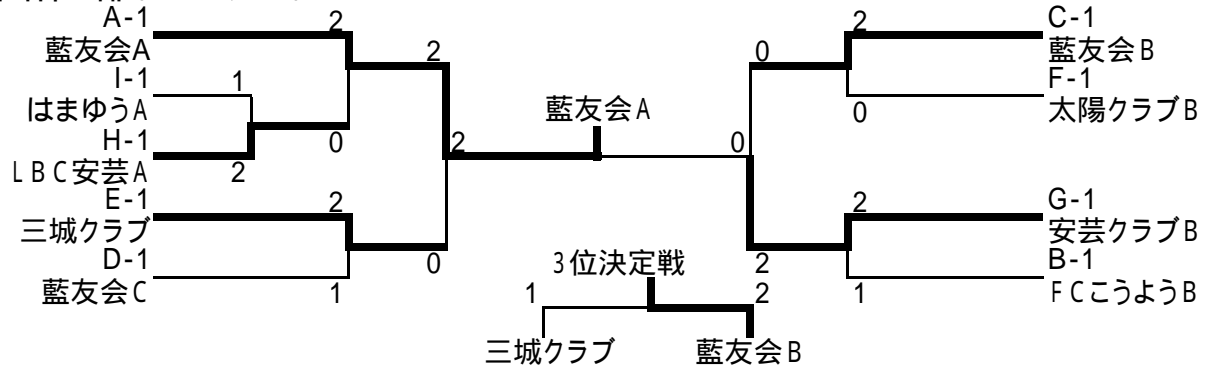 A-1
藍友会A
I-1
はまゆうA
H-1
LBC安芸A
E-1
三城クラブ
D-1
藍友会C
2
1
2
0
2
1
2
0
2
藍友会A
0
0
2
2
0
2
1
C-1
藍友会B
F-1
太陽クラブB
G-1
安芸クラブB
B-1
FCこうようB
3位決定戦
1
2
三城クラブ
藍友会B